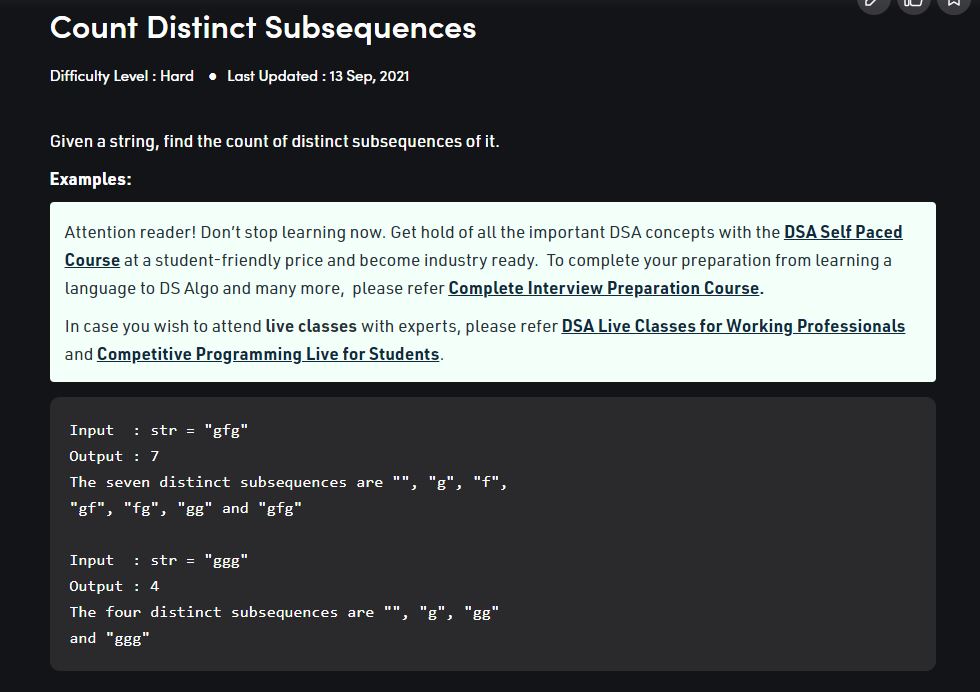 Count Distinct Subsequences
Difficulty Level : Hard ● Last Updated : 13 Sep, 2021
Given a string, find the count of distinct subsequences of it.
Examples:
Attention reader! Don’t stop learning now. Get hold of all the important DSA concepts with the DSA Self Paced
Course at a student-friendly price and become industry ready.  To complete your preparation from learning a
language to DS Algo and many more,  please refer Complete Interview Preparation Course.
In case you wish to attend live classes with experts, please refer DSA Live Classes for Working Professionals
and Competitive Programming Live for Students.
Input  : str = "gfg"
Output : 7
The seven distinct subsequences are "", "g", "f",
"gf", "fg", "gg" and "gfg"
Input  : str = "ggg"
Output : 4
The four distinct subsequences are "", "g", "gg"
and "ggg"